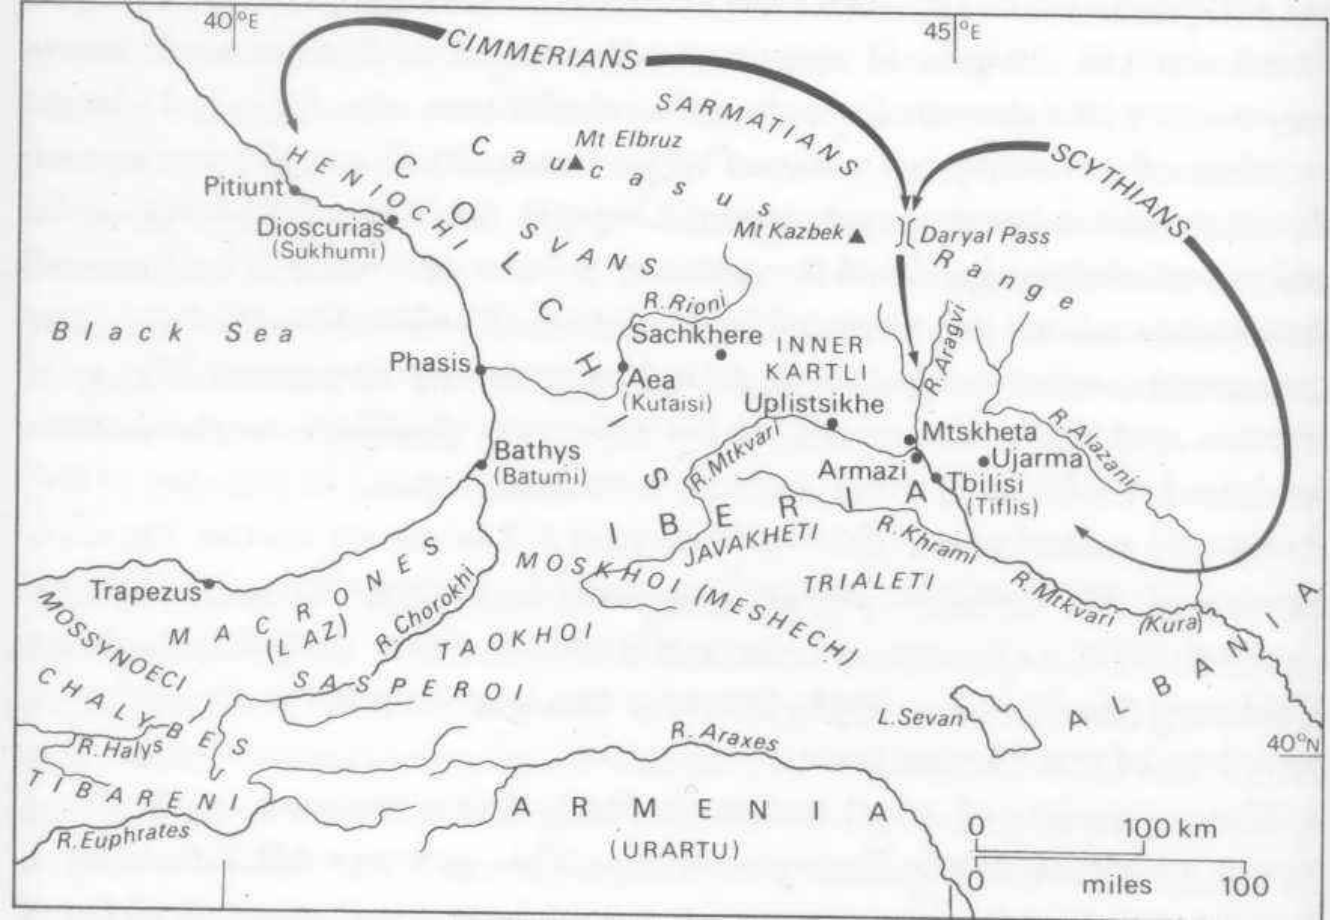 40°E
45°E
CIMMERIANS
SARMATIANS
SCYTHIANS
Mt Elbruz
Caucasus
HENIOCHI
COLCHIS
Pitiunt
Dioscurias
(Sukhumi)
SVANS
Mt Kazbek
Daryal Pass
Range
R. Rioni
R. Aragvi
Black Sea
Sachkhere
INNER
KARTLI
Phasis
Aea
(Kutaisi)
Uplistsikhe
R. Alazani
Mtskheta
Ujarma
R. Mtkvari
Armazi
Tbilisi
(Tiflis)
Bathys
(Batumi)
IBERIA
R. Khrami
JAVAKHETI
MOSKHOI (MESHECH)
TRIALETI
R. Mtkvari (Kura)
Trapezus
MACRONES
(LAZ)
R. Chorokhi
TAOKHOI
SASPEROI
MOSSYNOECI
CHALYBES
ALBANIA
L. Sevan
40°N
R. Halys
R. Araxes
TIBARENI
R. Euphrates
ARMENIA
(URARTU)
0 100 km
0 miles 100